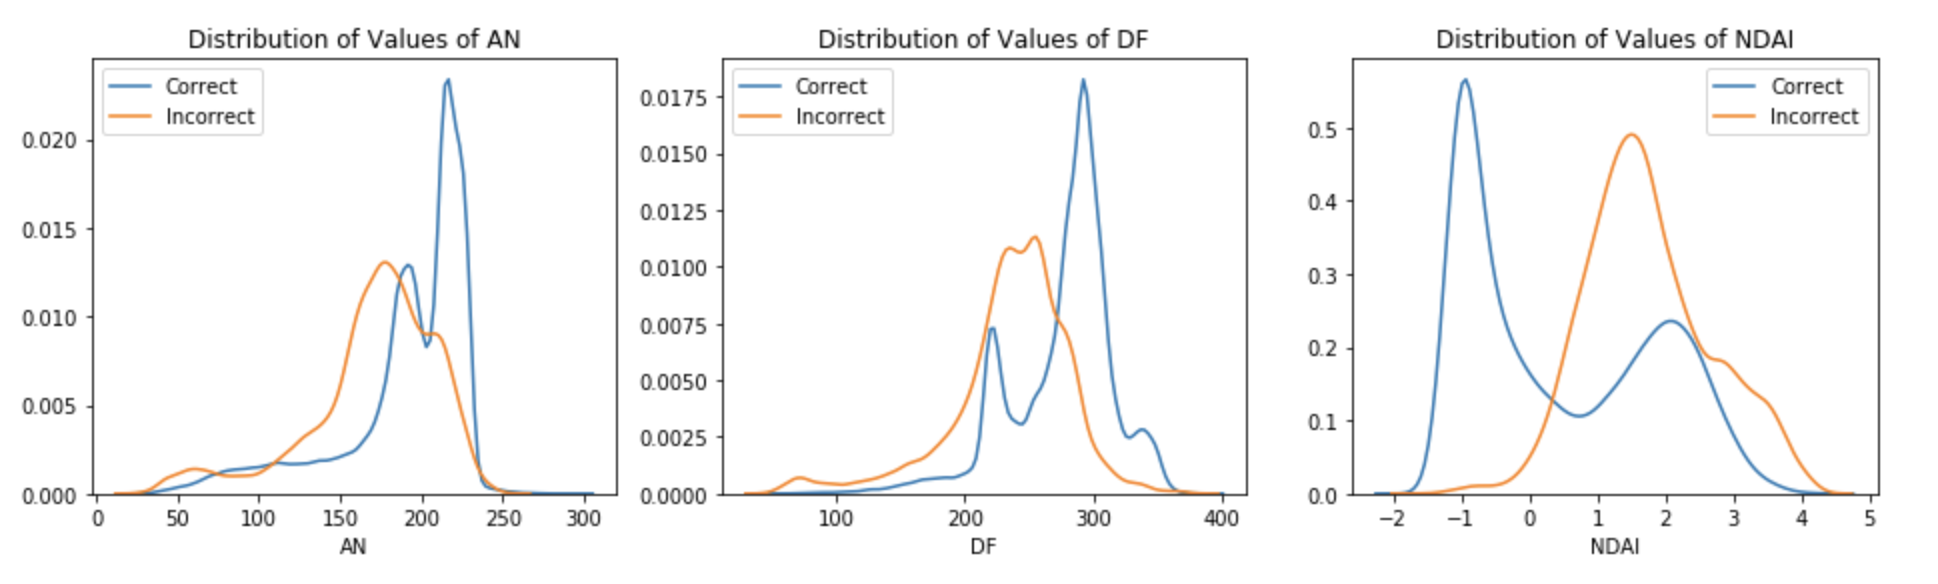 Distribution of Values of AN
Correct
Incorrect
0.020
0.015
0.010
0.005
0.000
0 50 100 150 200 250 300
AN
Distribution of Values of DF
Correct
Incorrect
0.0175
0.0150
0.0125
0.0100
0.0075
0.0050
0.0025
0.0000
100 200 300 400
DF
Distribution of Values of NDAI
Correct
Incorrect
0.5
0.4
0.3
0.2
0.1
0.0
−2 −1 0 1 2 3 4 5
NDAI